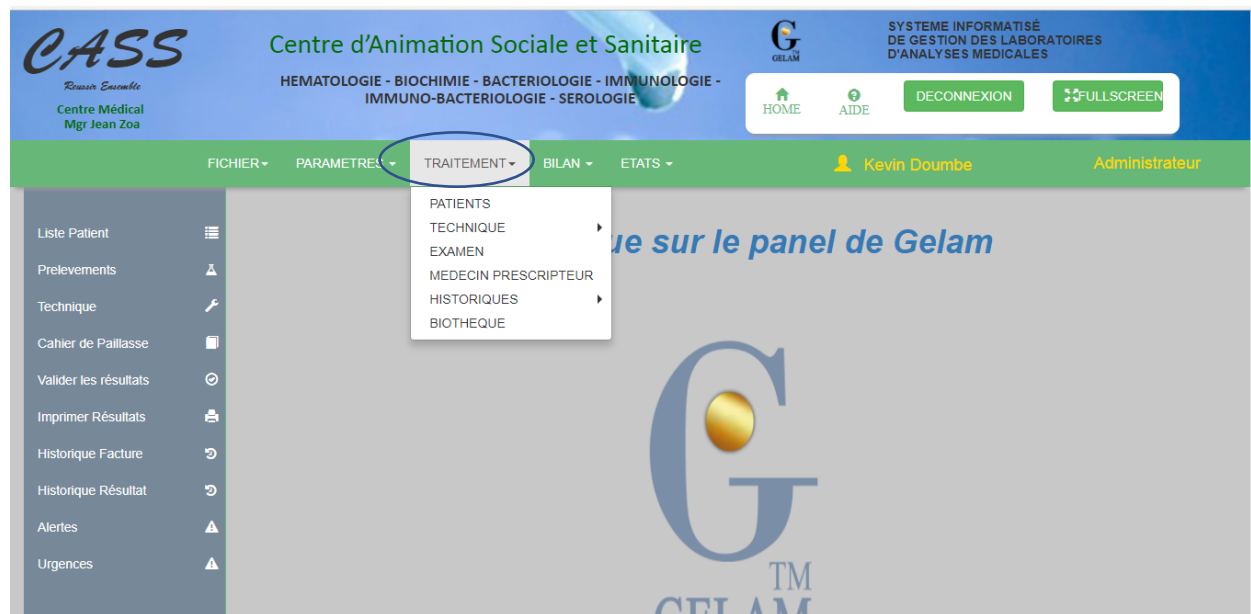 CASS
Reussir Ensemble
Centre Médical
Mgr Jean Zoa
Centre d'Animation Sociale et Sanitaire
HEMATOLOGIE - BIOCHIMIE - BACTERIOLOGIE - IMMUNOLOGIE -
IMMUNO-BACTERIOLOGIE - SEROLOGIE
G
TM
GELAM
SYSTEME INFORMATISÉ
DE GESTION DES LABORATOIRES
D'ANALYSES MEDICALES
HOME
AIDE
DECONNEXION
FULLSCREEN
FICHIER
PARAMETRES
TRAITEMENT
BILAN
ETATS
Kevin Doumbe
Administrateur
PATIENTS
TECHNIQUE
EXAMEN
MEDECIN PRESCRIPTEUR
HISTORIQUES
BIOTHEQUE
Liste Patient
Prelevements
Technique
Cahier de Paillasse
Valider les résultats
Imprimer Résultats
Historique Facture
Historique Résultat
Alertes
Urgences
ue sur le panel de Gelam
G
TM
GELAM